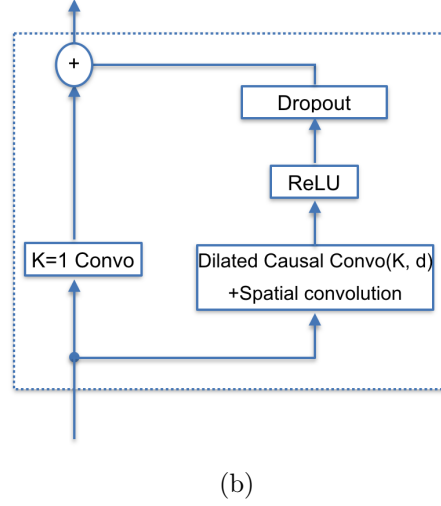 +
Dropout
ReLU
K=1 Convo
Dilated Causal Convo(K, d)
+Spatial convolution
(b)